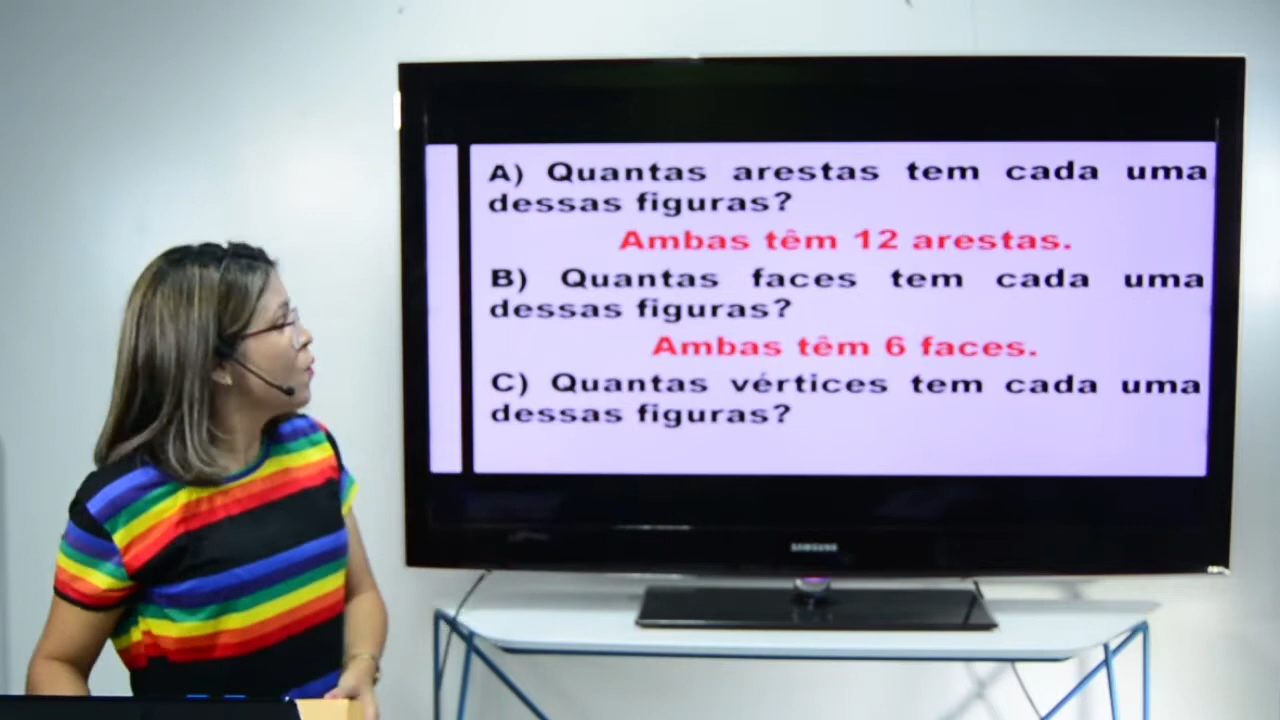 A) Quantas arestas tem cada uma
dessas figuras?
Ambas têm 12 arestas.
B) Quantas faces tem cada uma
dessas figuras?
Ambas têm 6 faces.
C) Quantas vértices tem cada uma
dessas figuras?
SAMSUNG